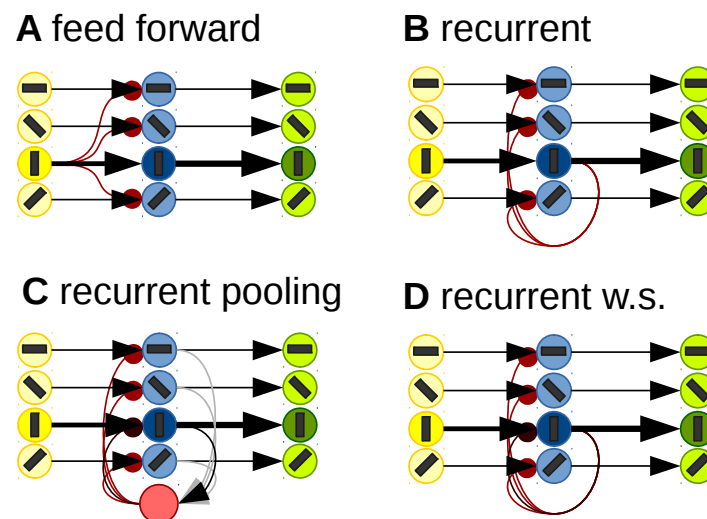 A feed forward
B recurrent
C recurrent pooling
D recurrent w.s.